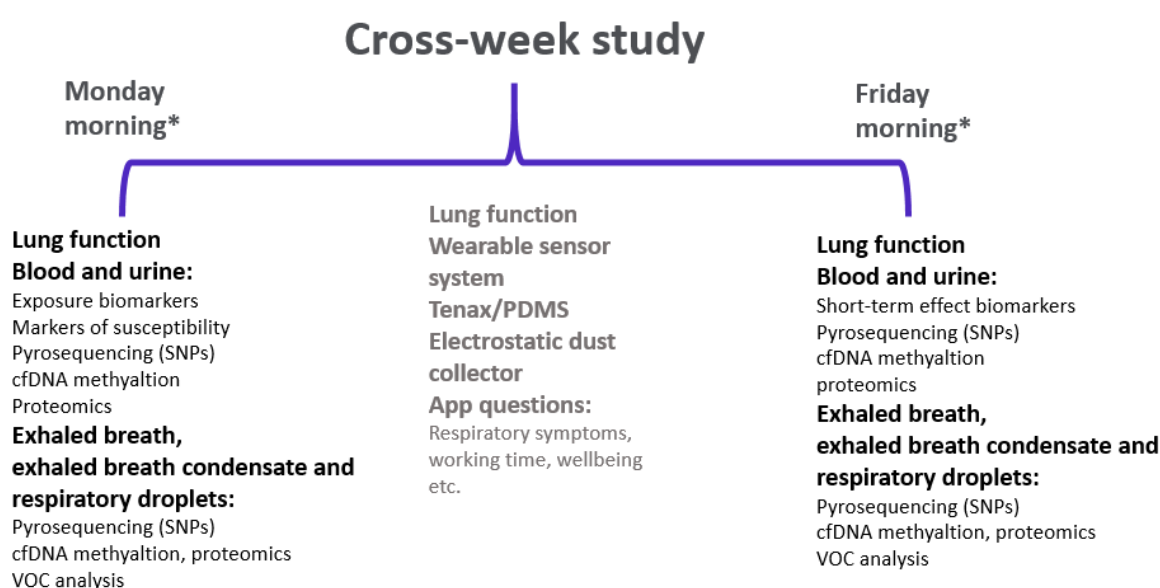 Cross-week study
Monday
morning*
Lung function
Blood and urine:
Exposure biomarkers
Markers of susceptibility
Pyrosequencing (SNPs)
cfDNA methyaltion
Proteomics
Exhaled breath,
exhaled breath condensate and
respiratory droplets:
Pyrosequencing (SNPs)
cfDNA methyaltion, proteomics
VOC analysis
Lung function
Wearable sensor
system
Tenax/PDMS
Electrostatic dust
collector
App questions:
Respiratory symptoms,
working time, wellbeing
etc.
Friday
morning*
Lung function
Blood and urine:
Short-term effect biomarkers
Pyrosequencing (SNPs)
cfDNA methyaltion
proteomics
Exhaled breath,
exhaled breath condensate and
respiratory droplets:
Pyrosequencing (SNPs)
cfDNA methyaltion, proteomics
VOC analysis